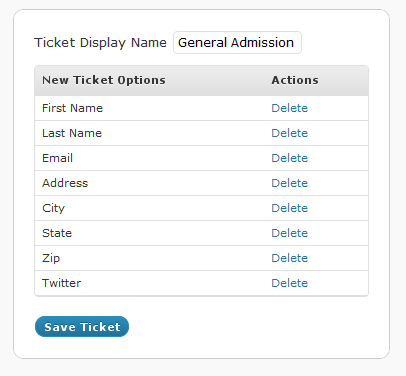 Ticket Display Name General Admission
New Ticket Options Actions
First Name Delete
Last Name Delete
Email Delete
Address Delete
City Delete
State Delete
Zip Delete
Twitter Delete
Save Ticket